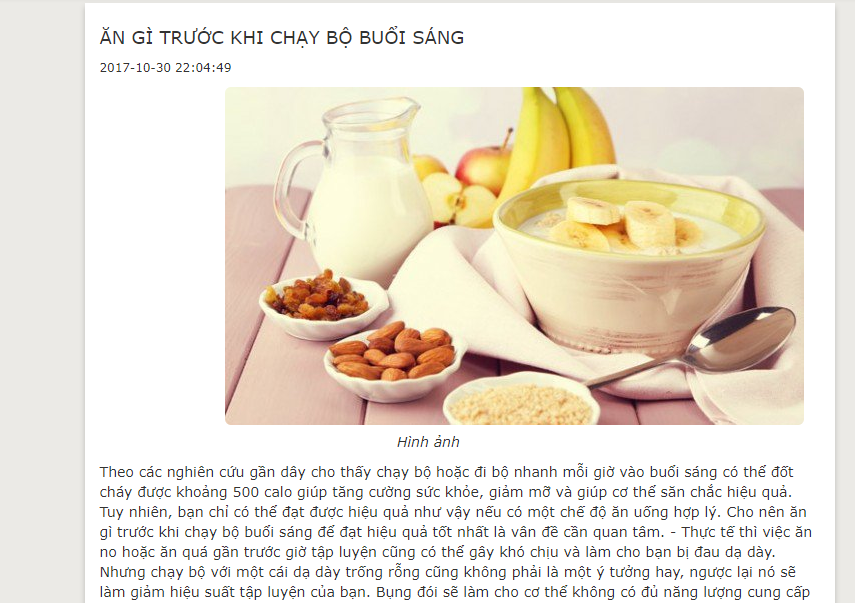 ĂN GÌ TRƯỚC KHI CHẠY BỘ BUỔI SÁNG
2017-10-30 22:04:49
Hình ảnh
Theo các nghiên cứu gần dây cho thấy chạy bộ hoặc đi bộ nhanh mỗi giờ vào buổi sáng có thể đốt
cháy được khoảng 500 calo giúp tăng cường sức khỏe, giảm mỡ và giúp cơ thể săn chắc hiệu quả.
Tuy nhiên, bạn chỉ có thể đạt được hiệu quả như vậy nếu có một chế độ ăn uống hợp lý. Cho nên ăn
gì trước khi chạy bộ buổi sáng để đạt hiệu quả tốt nhất là vân đề cần quan tâm. - Thực tế thì việc ăn
no hoặc ăn quá gần trước giờ tập luyện cũng có thể gây khó chịu và làm cho bạn bị đau dạ dày.
Nhưng chạy bộ với một cái dạ dày trống rỗng cũng không phải là một ý tưởng hay, ngược lại nó sẽ
làm giảm hiệu suất tập luyện của bạn. Bụng đói sẽ làm cho cơ thể không có đủ năng lượng cung cấp